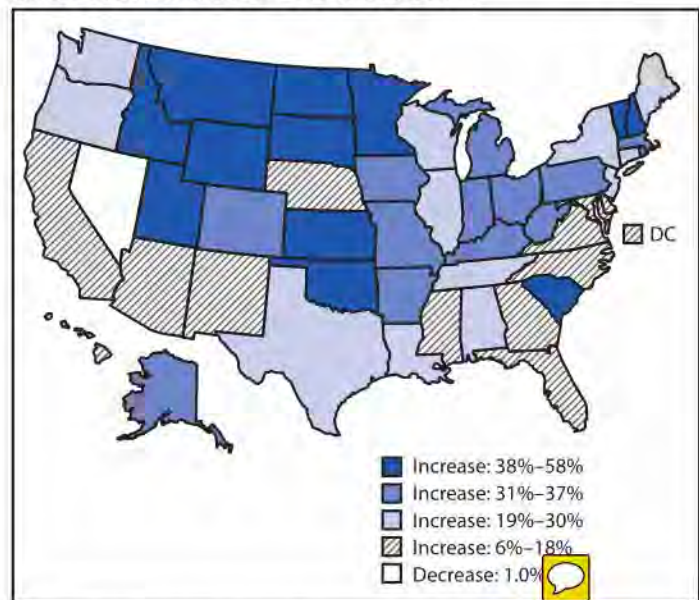 DC
Increase: 38%–58%
Increase: 31%–37%
Increase: 19%–30%
Increase: 6%–18%
Decrease: 1.0%